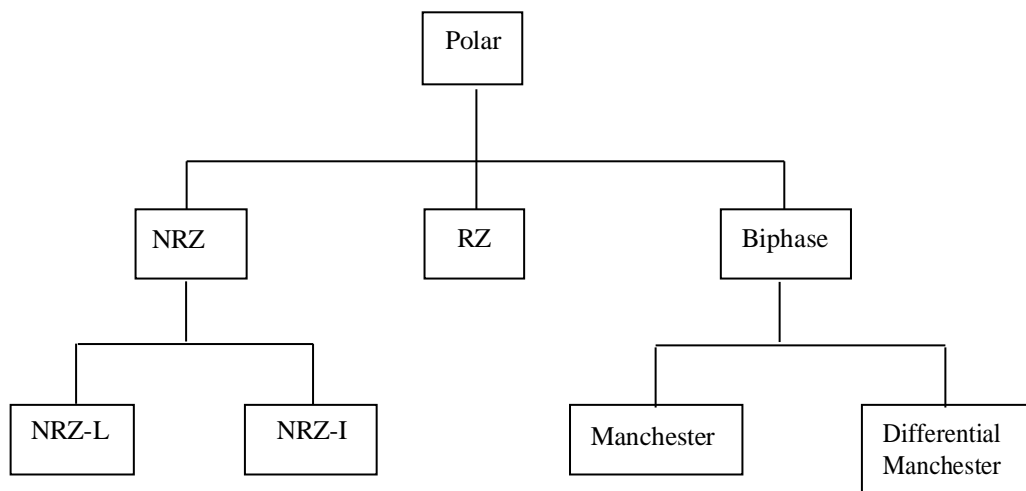 Polar
NRZ
RZ
Biphase
NRZ-L
NRZ-I
Manchester
Differential
Manchester